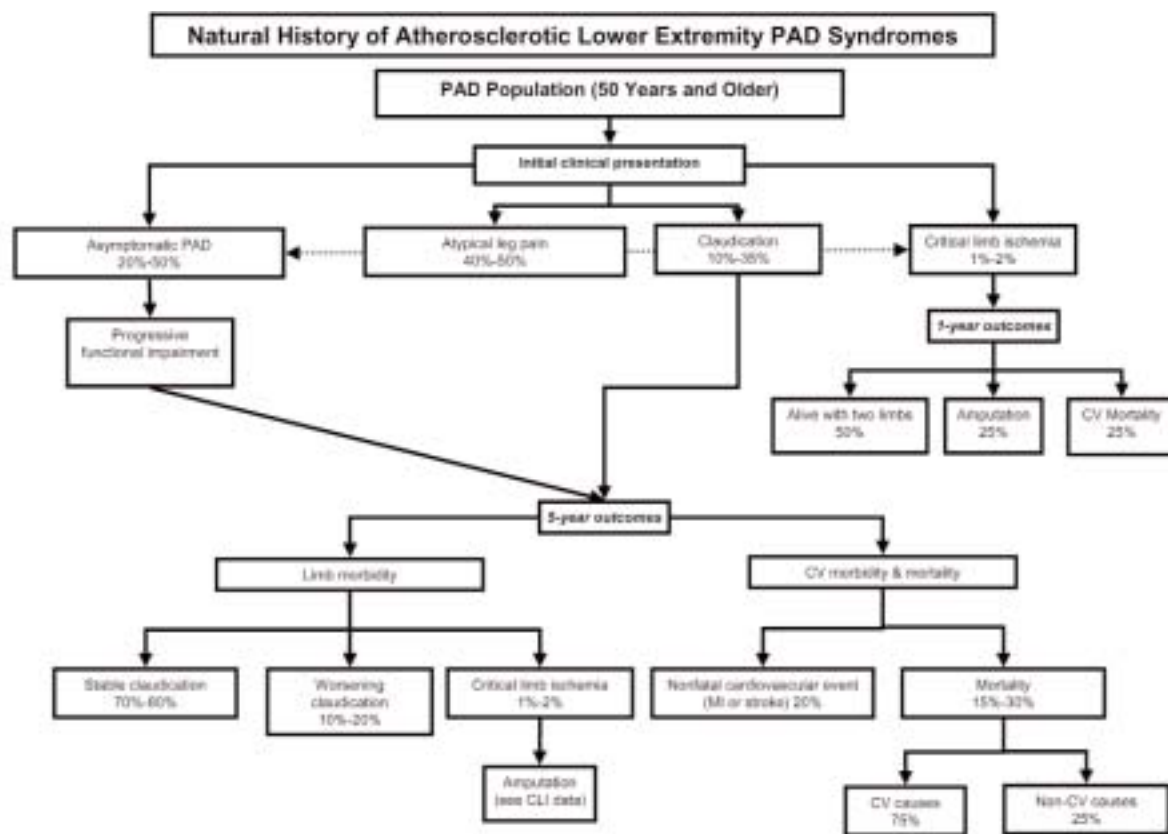 Natural History of Atherosclerotic Lower Extremity PAD Syndromes
PAD Population (50 Years and Older)
Initial clinical presentation
Asymptomatic PAD
20%-50%
Atypical leg pain
40%-50%
Claudication
10%-35%
Critical limb ischemia
1%-2%
Progressive
functional impairment
1-year outcomes
Alive with two limbs
50%
Amputation
25%
CV Mortality
25%
5-year outcomes
Limb morbidity
CV morbidity & mortality
Stable claudication
70%-80%
Worsening
claudication
10%-20%
Critical limb ischemia
1%-2%
Nonfatal cardiovascular event
(MI or stroke) 20%
Mortality
15%-30%
Amputation
(see CLI data)
CV causes
75%
Non-CV causes
25%